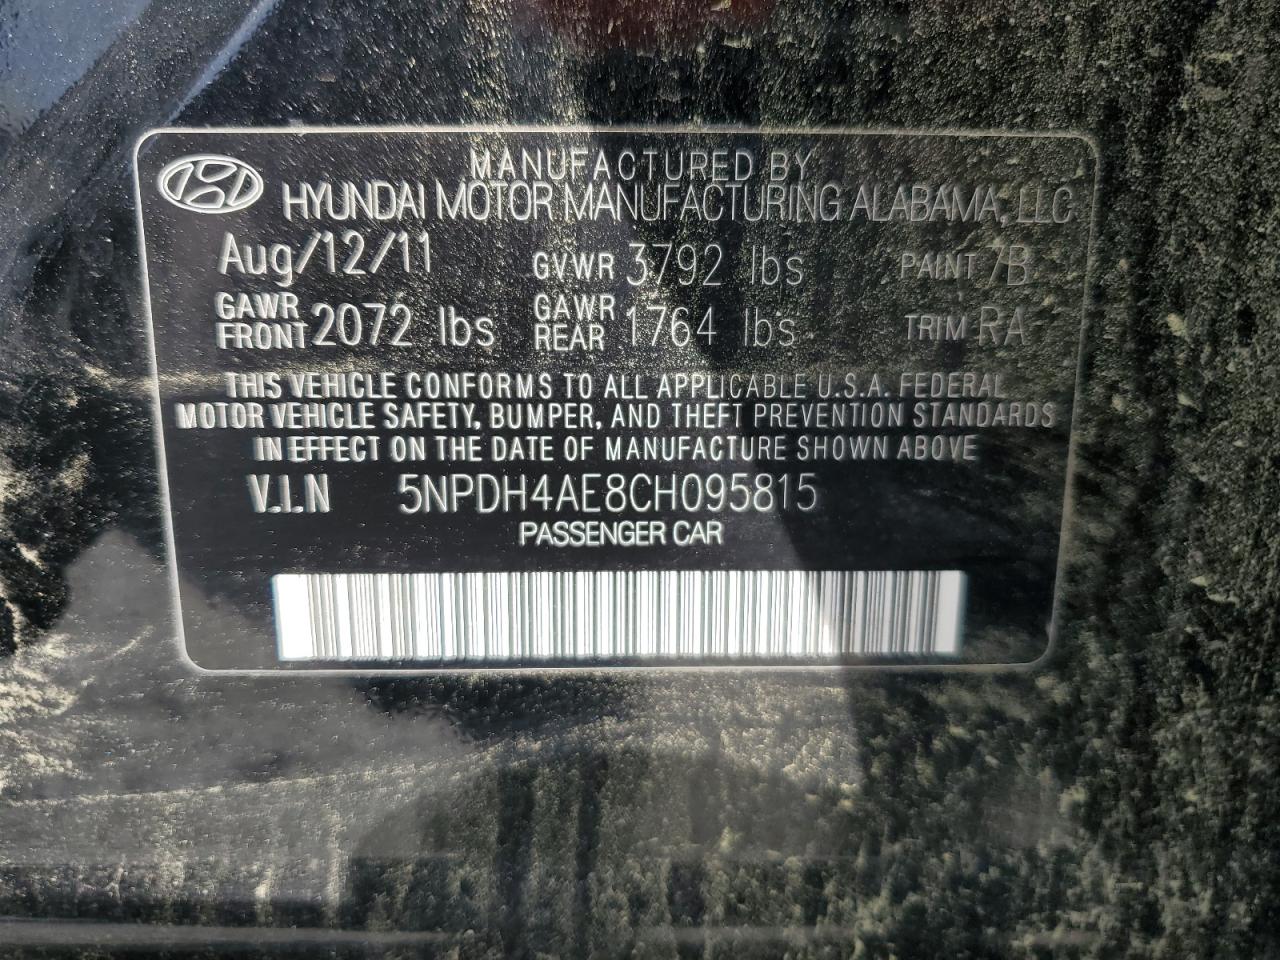 MANUFACTURED BY
HYUNDAI MOTOR MANUFACTURING ALABAMA, LLC
Aug/12/11 GVWR 3792 lbs PAINT 7B
GAWR FRONT 2072 lbs GAWR REAR 1764 lbs TRIM RA
THIS VEHICLE CONFORMS TO ALL APPLICABLE U.S.A. FEDERAL
MOTOR VEHICLE SAFETY, BUMPER, AND THEFT PREVENTION STANDARDS
IN EFFECT ON THE DATE OF MANUFACTURE SHOWN ABOVE
V.I.N 5NPDH4AE8CH095815
PASSENGER CAR